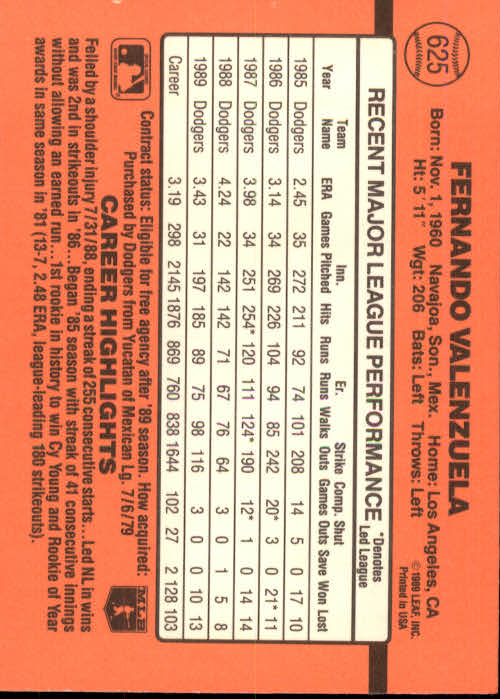 625
FERNANDO VALENZUELA
Born: Nov. 1, 1960 Navajoa, Son., Mex. Home: Los Angeles, CA
Ht: 5'11" Wgt: 206 Bats: Left Throws: Left
© 1989 LEAF, INC.
Printed in USA
RECENT MAJOR LEAGUE PERFORMANCE *Denotes Led League
Year Team Name ERA Games Inn. Pitched Hits Runs Er. Runs Walks Strike Outs Comp. Games Shut Outs Save Won Lost
1985 Dodgers 2.45 35 272 211 92 74 101 208 14 5 0 17 10
1986 Dodgers 3.14 34 269 226 104 94 85 242 20* 3 0 21* 11
1987 Dodgers 3.98 34 251 254* 120 111 124* 190 12* 1 0 14 14
1988 Dodgers 4.24 22 142 142 71 67 76 64 3 0 1 5 8
1989 Dodgers 3.43 31 197 185 89 75 98 116 3 0 0 10 13
Career 3.19 298 2145 1876 869 760 838 1644 102 27 2 128 103
Contract status: Eligible for free agency after '89 season. How acquired:
Purchased by Dodgers from Yucatan of Mexican Lg. 7/6/79
CAREER HIGHLIGHTS
Felled by a shoulder injury 7/31/88, ending a streak of 255 consecutive starts... Led NL in wins
and was 2nd in strikeouts in '86... Began '85 season with streak of 41 consecutive innings
without allowing an earned run... 1st rookie in history to win Cy Young and Rookie of Year
awards in same season in '81 (13-7, 2.48 ERA, league-leading 180 strikeouts).